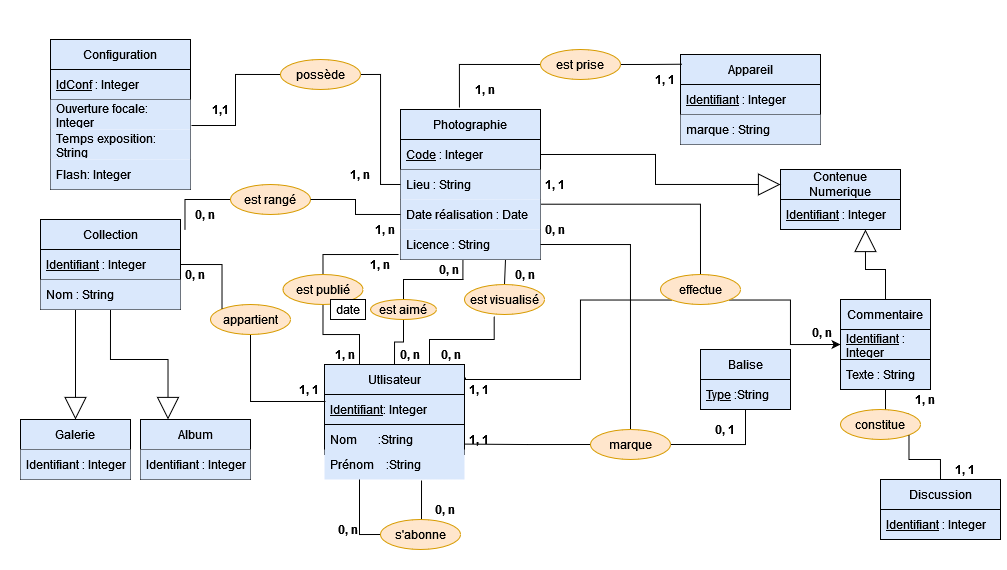 Configuration
IdConf : Integer
Ouverture focale:
Integer
Temps exposition:
String
Flash: Integer
possède
1,1
1, n
est prise
1, n
1, 1
Appareil
Identifiant : Integer
marque : String
Photographie
Code : Integer
Lieu : String
Date réalisation : Date
Licence : String
1, 1
0, n
Contenue
Numerique
Identifiant : Integer
est rangé
0, n
1, n
Collection
Identifiant : Integer
Nom : String
0, n
appartient
1, 1
1, n
est publié
date
1, n
0, n
est aimé
0, n
0, n
est visualisé
0, n
effectue
0, n
1, 1
Commentaire
Identifiant :
Integer
Texte : String
1, n
constitue
1, 1
Discussion
Identifiant : Integer
Balise
Type :String
0, 1
marque
1, 1
Utlisateur
Identifiant: Integer
Nom :String
Prénom :String
0, n
0, n
s'abonne
Galerie
Identifiant : Integer
Album
Identifiant : Integer